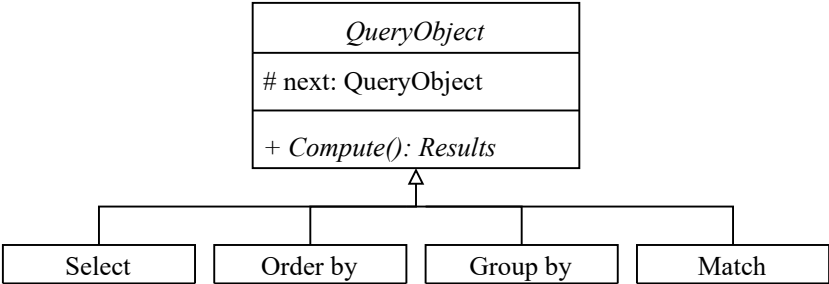 QueryObject
# next: QueryObject
+ Compute(): Results
Select
Order by
Group by
Match